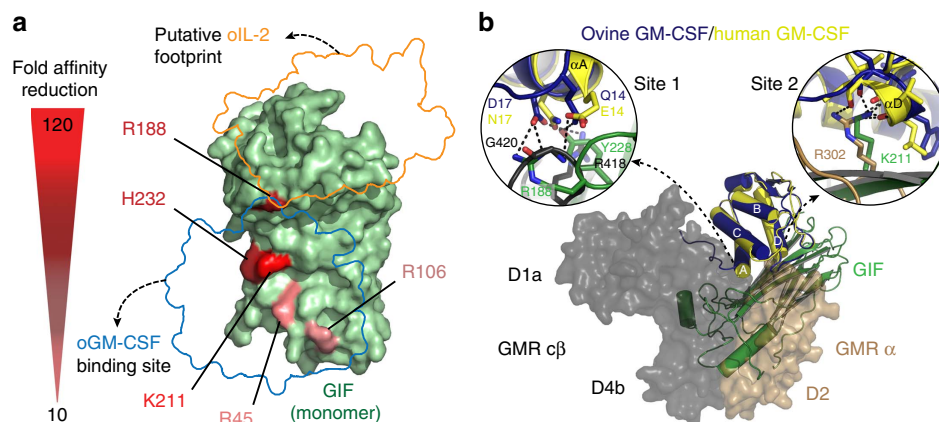 a
Fold affinity
reduction
120
10
Putative oIL-2
footprint
R188
H232
R106
oGM-CSF
binding site
K211
R45
GIF
(monomer)
b
Ovine GM-CSF/human GM-CSF
Site 1
Site 2
αA
D17
Q14
N17
E14
G420
Y228
R418
R188
αD
R302
K211
B
C
D
A
D1a
GIF
GMR cβ
GMR α
D4b
D2